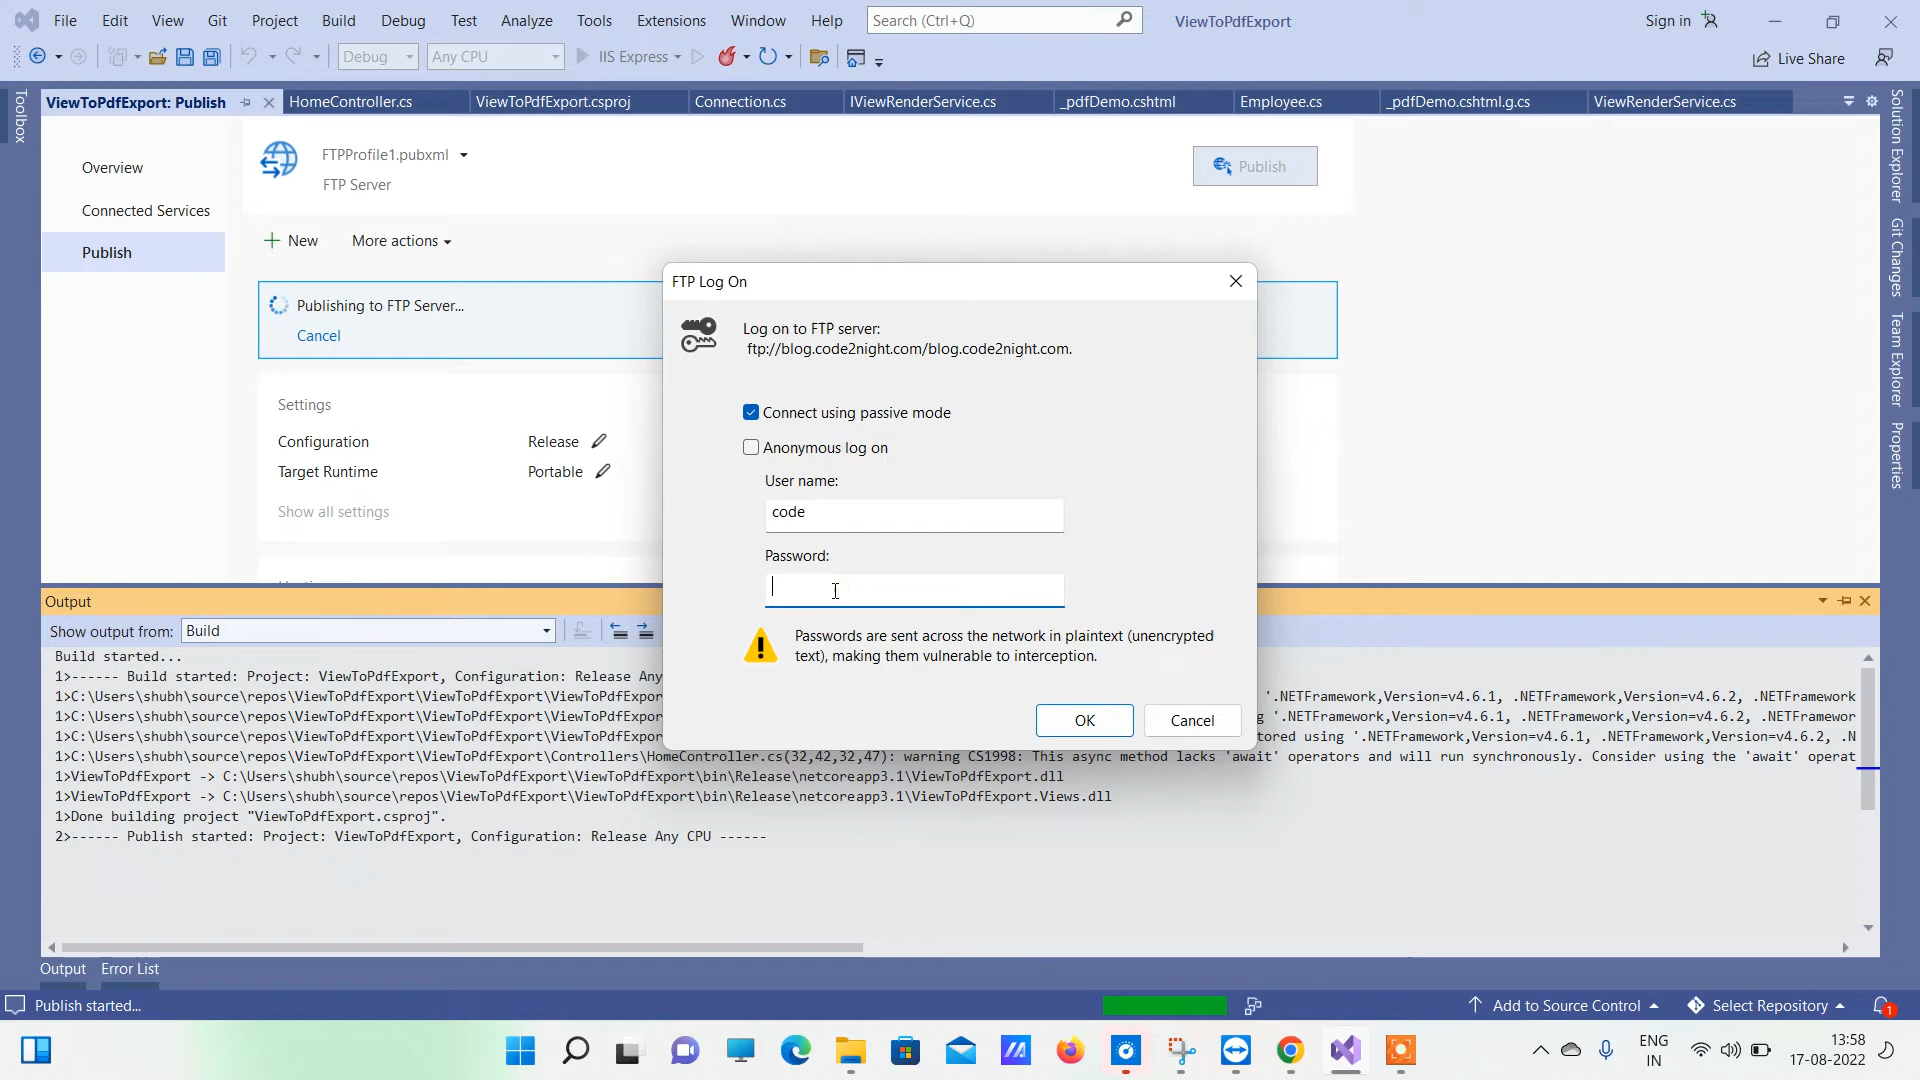 File Edit View Git Project Build Debug Test Analyze Tools Extensions Window Help Search (Ctrl+Q) ViewToPdfExport Sign in
Debug Any CPU IIS Express Live Share
ViewToPdfExport: Publish HomeController.cs ViewToPdfExport.csproj Connection.cs IViewRenderService.cs _pdfDemo.cshtml Employee.cs _pdfDemo.cshtml.g.cs ViewRenderService.cs
Toolbox
Solution Explorer
Git Changes
Team Explorer
Properties
Overview
Connected Services
Publish
FTPProfile1.pubxml
FTP Server
Publish
New More actions
Publishing to FTP Server...
Cancel
Settings
Configuration Release
Target Runtime Portable
Show all settings
FTP Log On
Log on to FTP server:
ftp://blog.code2night.com/blog.code2night.com.
Connect using passive mode
Anonymous log on
User name:
code
Password:
Passwords are sent across the network in plaintext (unencrypted
text), making them vulnerable to interception.
OK Cancel
Output
Show output from: Build
Build started...
1>------ Build started: Project: ViewToPdfExport, Configuration: Release Any
1>C:\Users\shubh\source\repos\ViewToPdfExport\ViewToPdfExport\ViewToPdfExpor '.NETFramework,Version=v4.6.1, .NETFramework,Version=v4.6.2, .NETFramework
1>C:\Users\shubh\source\repos\ViewToPdfExport\ViewToPdfExport\ViewToPdfExpor g '.NETFramework,Version=v4.6.1, .NETFramework,Version=v4.6.2, .NETFramewor
1>C:\Users\shubh\source\repos\ViewToPdfExport\ViewToPdfExport\ViewToPdfExpor tored using '.NETFramework,Version=v4.6.1, .NETFramework,Version=v4.6.2, .N
1>C:\Users\shubh\source\repos\ViewToPdfExport\ViewToPdfExport\Controllers\HomeController.cs(32,42,32,47): warning CS1998: This async method lacks 'await' operators and will run synchronously. Consider using the 'await' operat
1>ViewToPdfExport -> C:\Users\shubh\source\repos\ViewToPdfExport\ViewToPdfExport\bin\Release\netcoreapp3.1\ViewToPdfExport.dll
1>ViewToPdfExport -> C:\Users\shubh\source\repos\ViewToPdfExport\ViewToPdfExport\bin\Release\netcoreapp3.1\ViewToPdfExport.Views.dll
1>Done building project "ViewToPdfExport.csproj".
2>------ Publish started: Project: ViewToPdfExport, Configuration: Release Any CPU ------
Output Error List
Publish started... Add to Source Control Select Repository 1
ENG
IN
13:58
17-08-2022